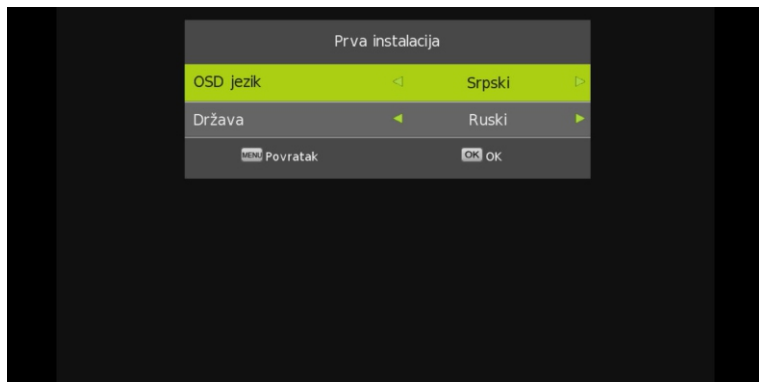 Prva instalacija
OSD jezik Srpski
Država Ruski
MENU Povratak OK OK